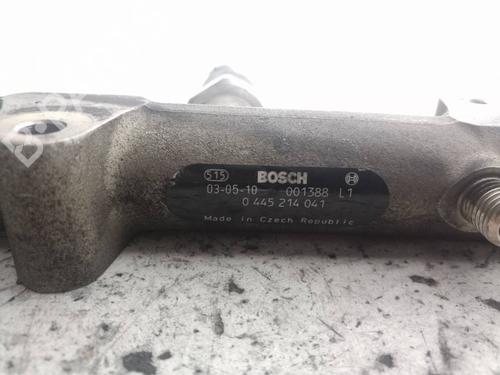 515 BOSCH
03-05-10 001388 L1
0 445 214 041
Made in Czech Republic